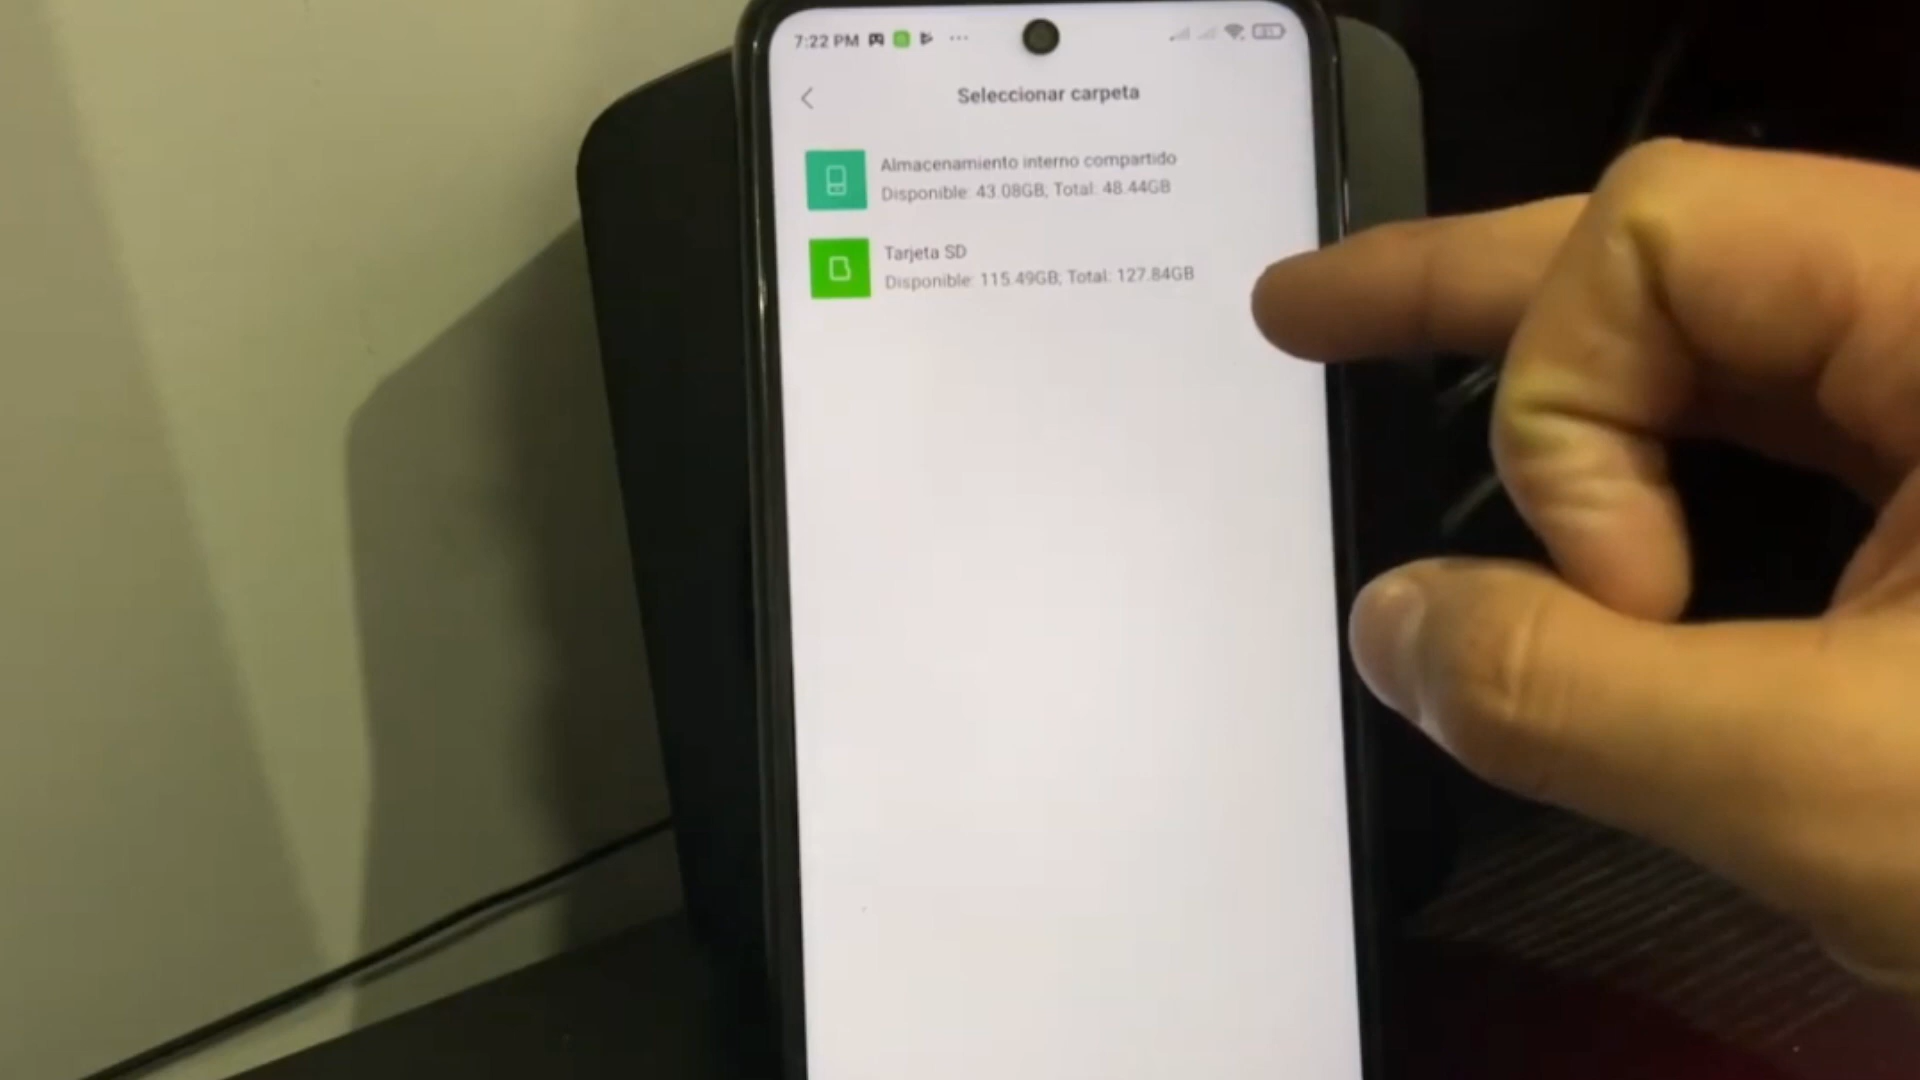 7:22 PM
Seleccionar carpeta
Almacenamiento interno compartido
Disponible: 43.08GB; Total: 48.44GB
Tarjeta SD
Disponible: 115.49GB; Total: 127.84GB